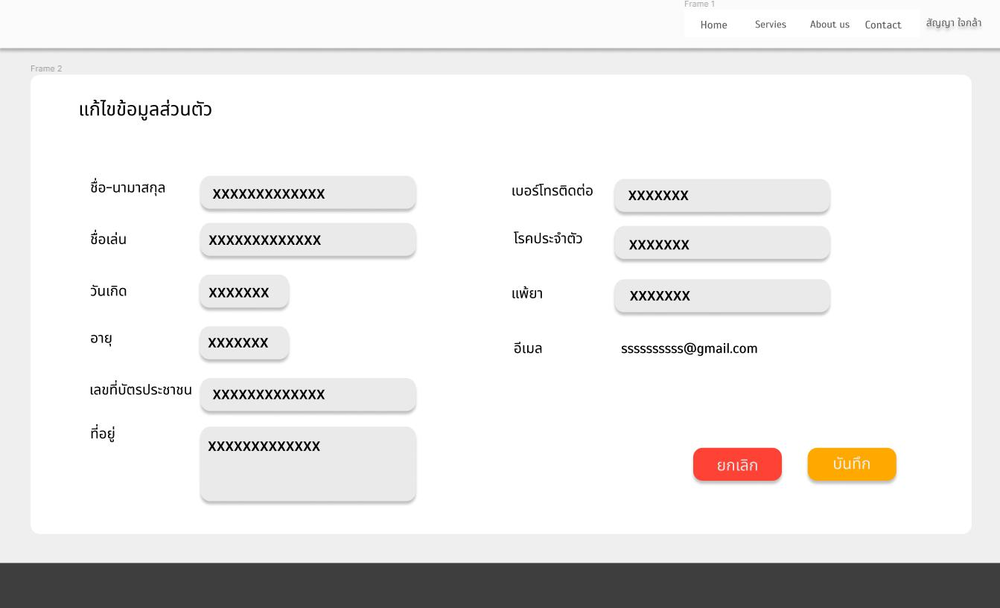 Frame 1
Home Servies About us Contact สัญญา ใจกล้า
Frame 2
แก้ไขข้อมูลส่วนตัว
ชื่อ-นามาสกุล XXXXXXXXXXXXX
ชื่อเล่น XXXXXXXXXXXXX
วันเกิด XXXXXXX
อายุ XXXXXXX
เลขที่บัตรประชาชน XXXXXXXXXXXXX
ที่อยู่ XXXXXXXXXXXXX
เบอร์โทรติดต่อ XXXXXXX
โรคประจำตัว XXXXXXX
แพ้ยา XXXXXXX
อีเมล ssssssssss@gmail.com
ยกเลิก บันทึก